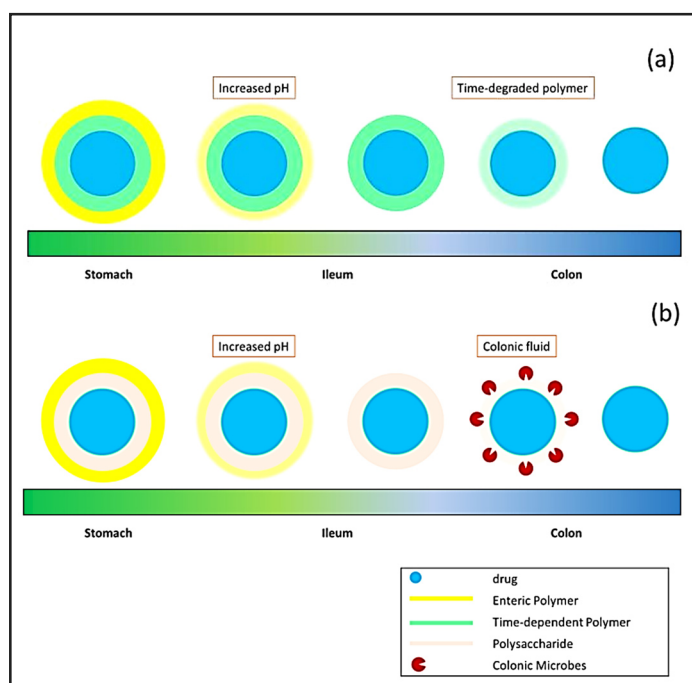 (a)
Increased pH
Time-degraded polymer
Stomach
Ileum
Colon
(b)
Increased pH
Colonic fluid
Stomach
Ileum
Colon
drug
Enteric Polymer
Time-dependent Polymer
Polysaccharide
Colonic Microbes